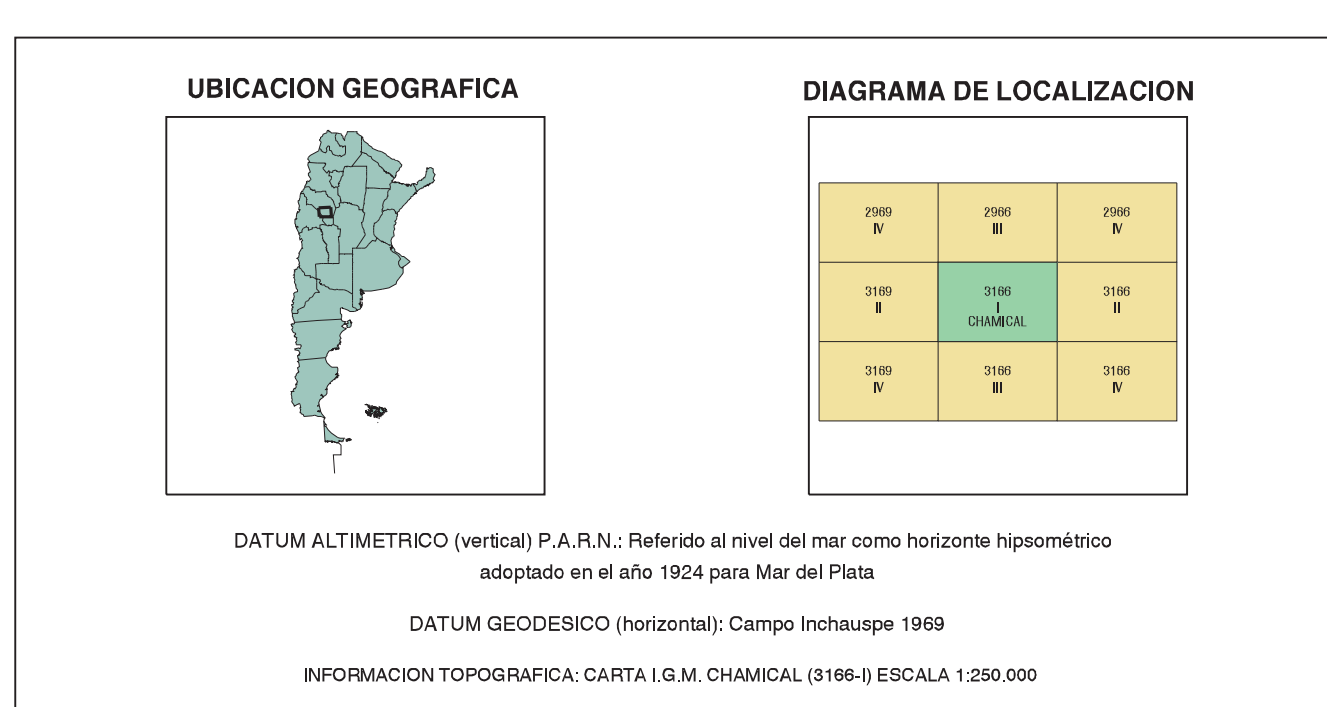 UBICACION GEOGRAFICA
DIAGRAMA DE LOCALIZACION
2969
IV
2966
III
2966
IV
3169
II
3166
I
CHAMICAL
3166
II
3169
IV
3166
III
3166
IV
DATUM ALTIMETRICO (vertical) P.A.R.N.: Referido al nivel del mar como horizonte hipsométrico
adoptado en el año 1924 para Mar del Plata
DATUM GEODESICO (horizontal): Campo Inchauspe 1969
INFORMACION TOPOGRAFICA: CARTA I.G.M. CHAMICAL (3166-I) ESCALA 1:250.000